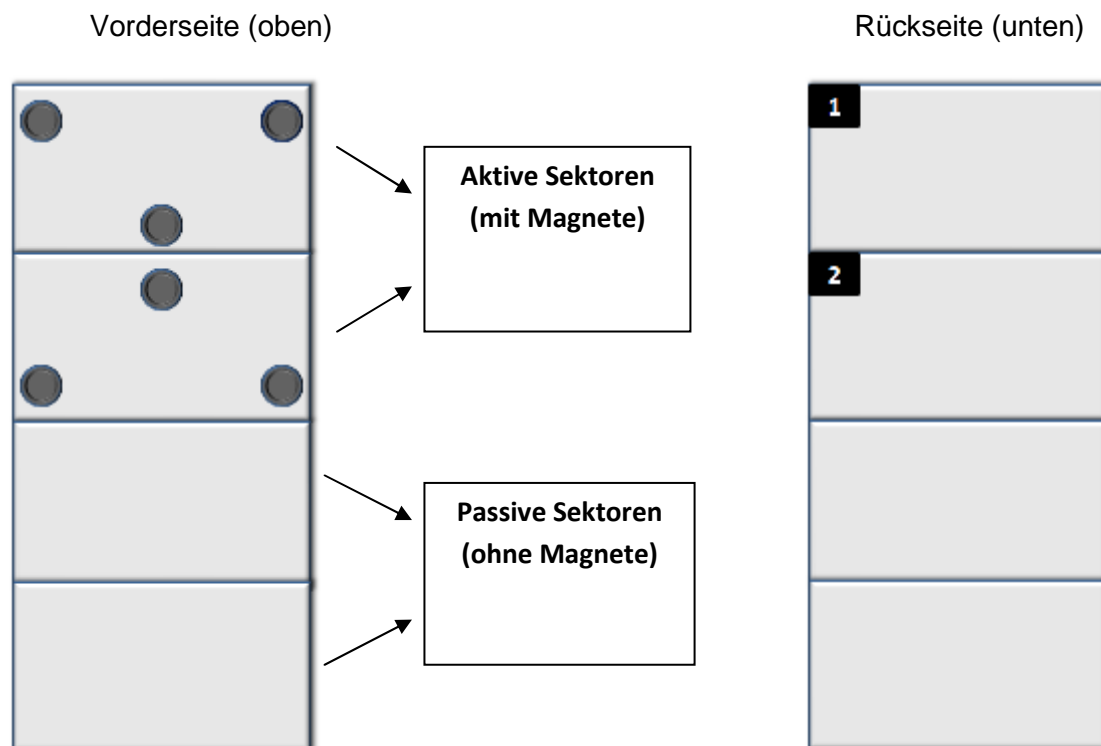 Vorderseite (oben)
Rückseite (unten)
1
Aktive Sektoren
(mit Magnete)
2
Passive Sektoren
(ohne Magnete)